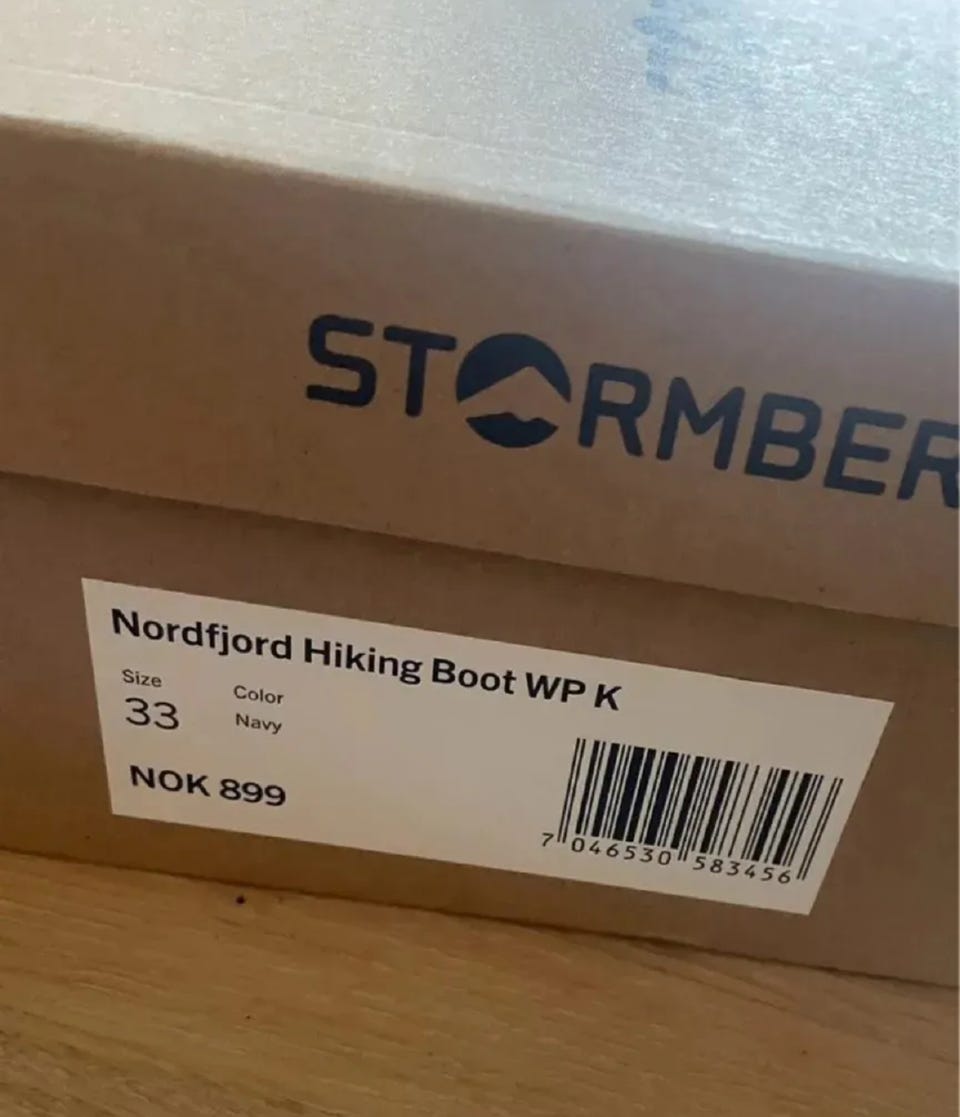 STORMBER
Nordfjord Hiking Boot WP K
Size Color
33 Navy
NOK 899
7 046530 583456